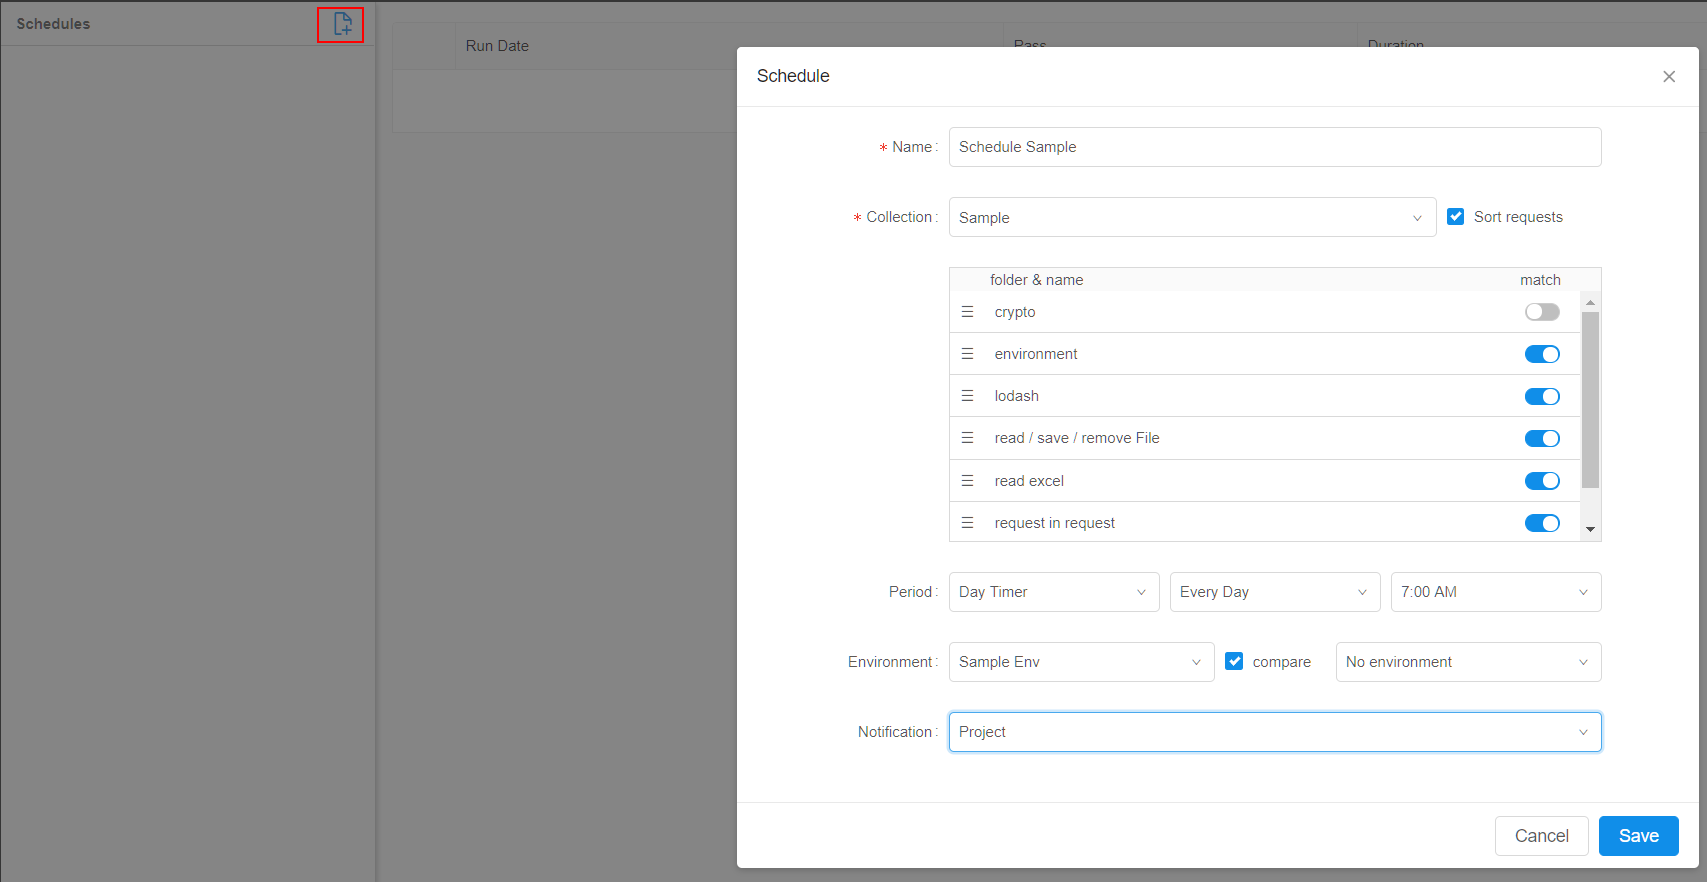 Schedules
Run Date
Pass
Duration
Schedule
* Name :
Schedule Sample
* Collection :
Sample
Sort requests
folder & name
match
crypto
environment
lodash
read / save / remove File
read excel
request in request
Period :
Day Timer
Every Day
7:00 AM
Environment :
Sample Env
compare
No environment
Notification :
Project
Cancel
Save